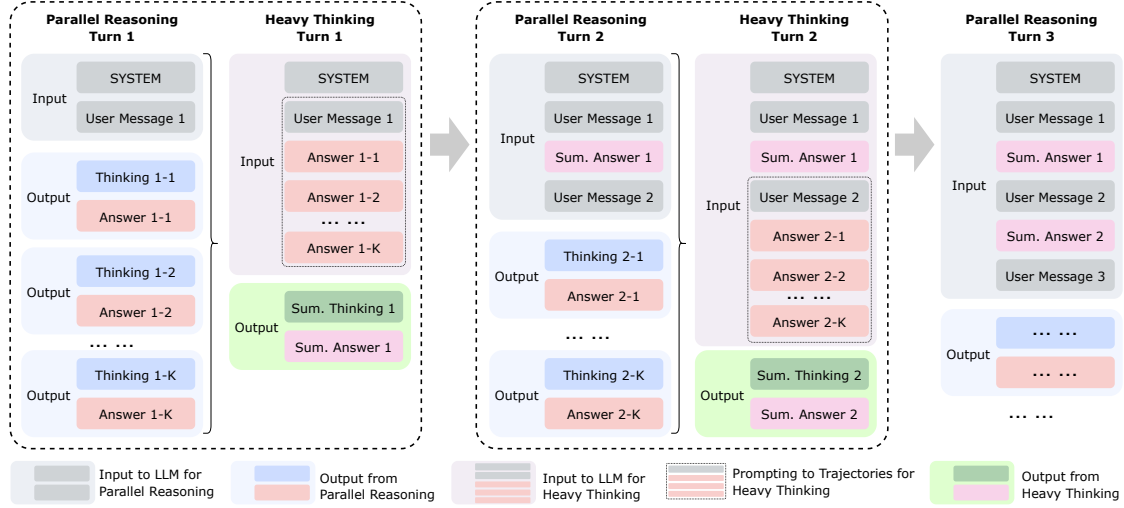 Parallel Reasoning
Turn 1
Input
SYSTEM
User Message 1
Output
Thinking 1-1
Answer 1-1
Output
Thinking 1-2
Answer 1-2
... ...
Output
Thinking 1-K
Answer 1-K
Heavy Thinking
Turn 1
Input
SYSTEM
User Message 1
Answer 1-1
Answer 1-2
... ...
Answer 1-K
Output
Sum. Thinking 1
Sum. Answer 1
Parallel Reasoning
Turn 2
Input
SYSTEM
User Message 1
Sum. Answer 1
User Message 2
Output
Thinking 2-1
Answer 2-1
... ...
Output
Thinking 2-K
Answer 2-K
Heavy Thinking
Turn 2
Input
SYSTEM
User Message 1
Sum. Answer 1
User Message 2
Answer 2-1
Answer 2-2
... ...
Answer 2-K
Output
Sum. Thinking 2
Sum. Answer 2
Parallel Reasoning
Turn 3
Input
SYSTEM
User Message 1
Sum. Answer 1
User Message 2
Sum. Answer 2
User Message 3
Output
... ...
... ...
... ...
Input to LLM for
Parallel Reasoning
Output from
Parallel Reasoning
Input to LLM for
Heavy Thinking
Prompting to Trajectories for
Heavy Thinking
Output from
Heavy Thinking